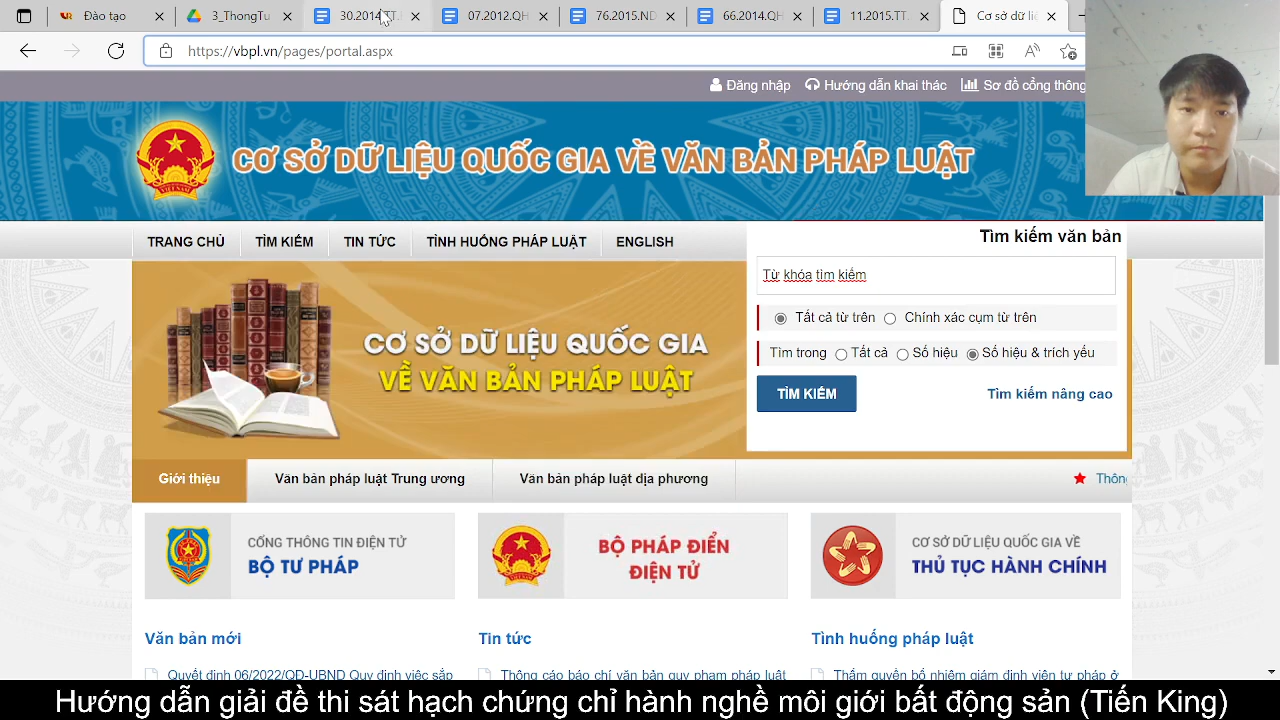 Đào tạo
3_ThongTu
30.2014.TT.
07.2012.QH
76.2015.ND
66.2014.QH
11.2015.TT.
Cơ sở dữ li
https://vbpl.vn/pages/portal.aspx
Đăng nhập
Hướng dẫn khai thác
Sơ đồ cổng thông
CƠ SỞ DỮ LIỆU QUỐC GIA VỀ VĂN BẢN PHÁP LUẬT
TRANG CHỦ
TÌM KIẾM
TIN TỨC
TÌNH HUỐNG PHÁP LUẬT
ENGLISH
Tìm kiếm văn bản
Từ khóa tìm kiếm
Tất cả từ trên
Chính xác cụm từ trên
Tìm trong
Tất cả
Số hiệu
Số hiệu & trích yếu
TÌM KIẾM
Tìm kiếm nâng cao
CƠ SỞ DỮ LIỆU QUỐC GIA
VỀ VĂN BẢN PHÁP LUẬT
Giới thiệu
Văn bản pháp luật Trung ương
Văn bản pháp luật địa phương
Thông
CỔNG THÔNG TIN ĐIỆN TỬ
BỘ TƯ PHÁP
BỘ PHÁP ĐIỂN
ĐIỆN TỬ
CƠ SỞ DỮ LIỆU QUỐC GIA VỀ
THỦ TỤC HÀNH CHÍNH
Văn bản mới
Tin tức
Tình huống pháp luật
Quyết định 06/2022/QĐ-UBND Quy định việc sắp
Thông cáo báo chí văn bản quy phạm pháp luật
Thẩm quyền bổ nhiệm giám định viên tư pháp ở
Hướng dẫn giải đề thi sát hạch chứng chỉ hành nghề môi giới bất động sản (Tiến King)